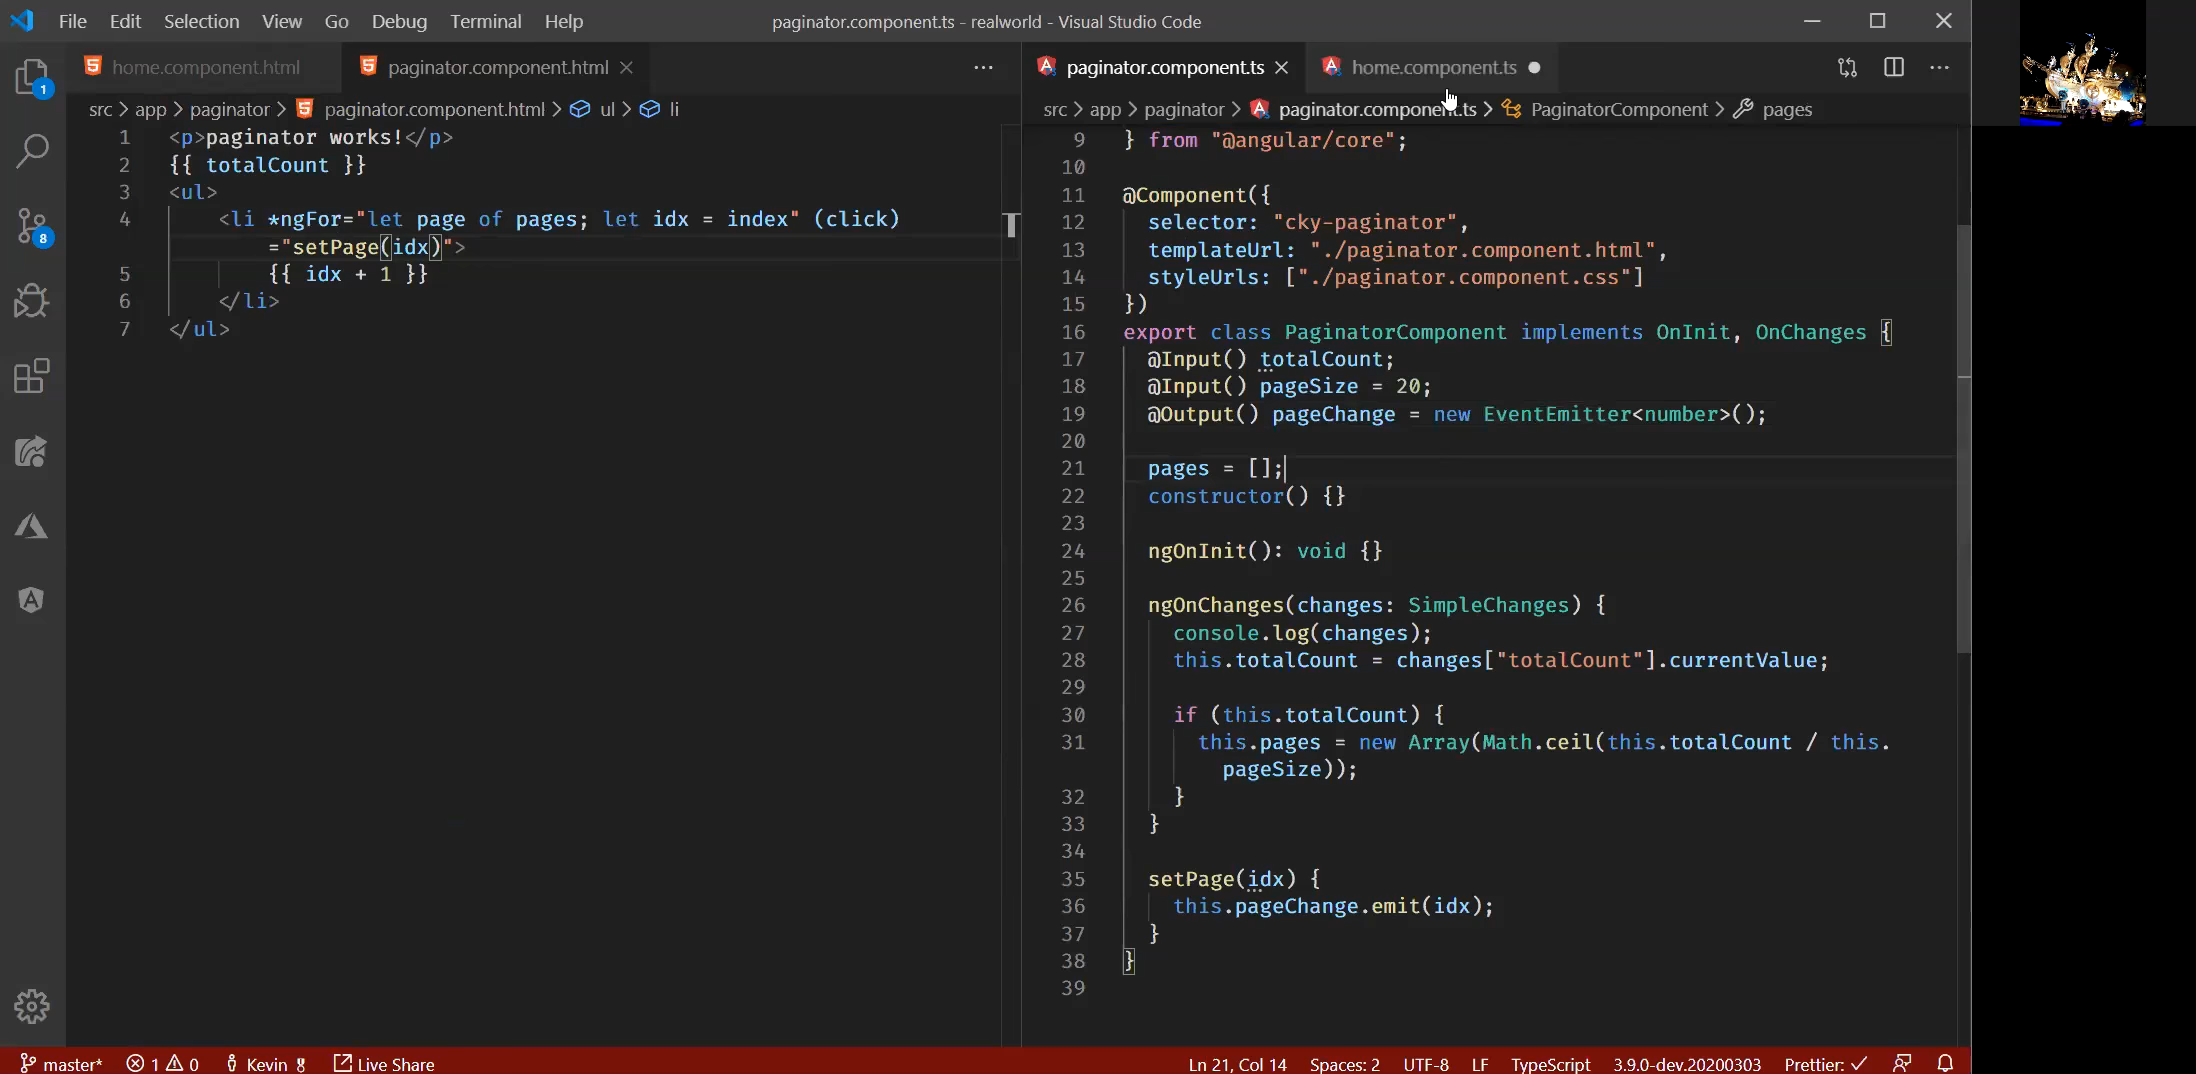 File Edit Selection View Go Debug Terminal Help
paginator.component.ts - realworld - Visual Studio Code
home.component.html
paginator.component.html
src > app > paginator > paginator.component.html > ul > li
1 <p>paginator works!</p>
2 {{ totalCount }}
3 <ul>
4 <li *ngFor="let page of pages; let idx = index" (click)
="setPage(idx)">
5 {{ idx + 1 }}
6 </li>
7 </ul>
paginator.component.ts
home.component.ts
src > app > paginator > paginator.component.ts > PaginatorComponent > pages
9 } from "@angular/core";
10
11 @Component({
12 selector: "cky-paginator",
13 templateUrl: "./paginator.component.html",
14 styleUrls: ["./paginator.component.css"]
15 })
16 export class PaginatorComponent implements OnInit, OnChanges {
17 @Input() totalCount;
18 @Input() pageSize = 20;
19 @Output() pageChange = new EventEmitter<number>();
20
21 pages = [];
22 constructor() {}
23
24 ngOnInit(): void {}
25
26 ngOnChanges(changes: SimpleChanges) {
27 console.log(changes);
28 this.totalCount = changes["totalCount"].currentValue;
29
30 if (this.totalCount) {
31 this.pages = new Array(Math.ceil(this.totalCount / this.
pageSize));
32 }
33 }
34
35 setPage(idx) {
36 this.pageChange.emit(idx);
37 }
38 }
39
1
8
master* 1 0 Kevin Live Share
Ln 21, Col 14 Spaces: 2 UTF-8 LF TypeScript 3.9.0-dev.20200303 Prettier: ✓